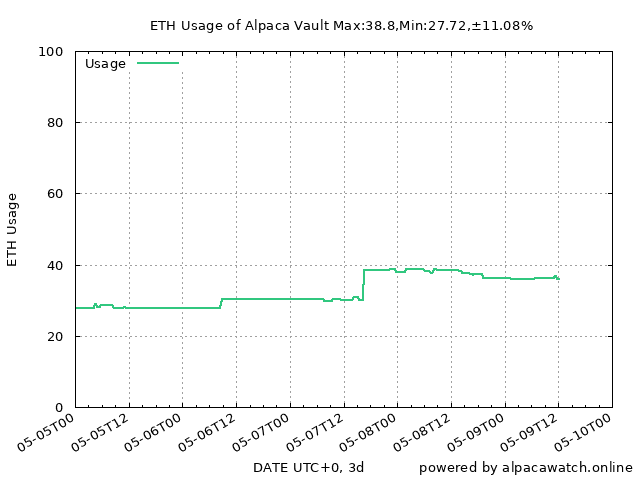 ETH Usage of Alpaca Vault Max:38.8,Min:27.72,±11.08%
Usage
100
80
60
40
20
0
ETH Usage
05-05T00
05-05T12
05-06T00
05-06T12
05-07T00
05-07T12
05-08T00
05-08T12
05-09T00
05-09T12
05-10T00
DATE UTC+0, 3d
powered by alpacawatch.online